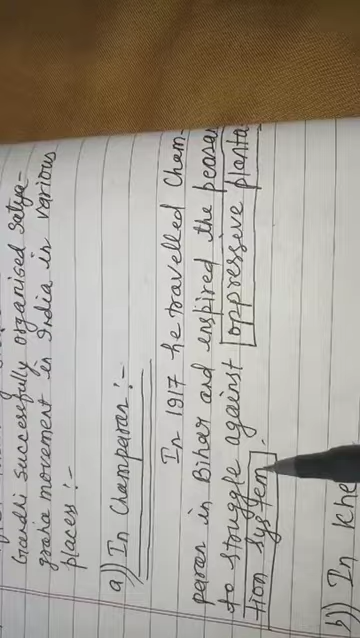 Gandhi successfully organised Satya-
graha movement in India in various
places :-
a)) In Champaran :-
In 1917 he travelled Cham-
paran in Bihar and inspired the peasa
to struggle against oppressive planta
tion system.
b)) In Khe